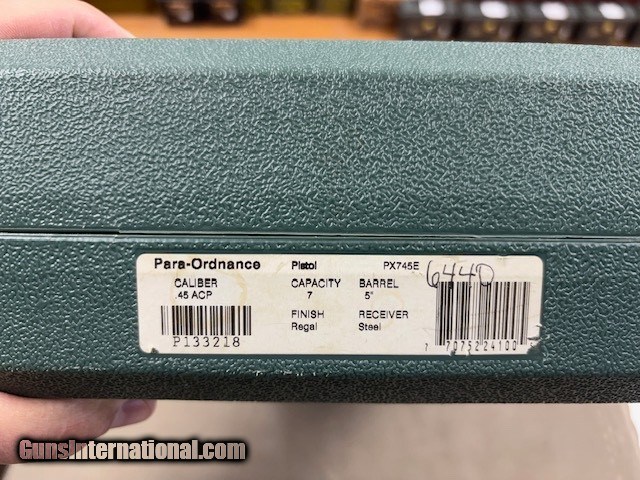 Para-Ordnance Pistol PX745E
6440
CALIBER CAPACITY BARREL
.45 ACP 7 5"
FINISH RECEIVER
Regal Steel
P133218
7 70752 24100
GunsInternational.com